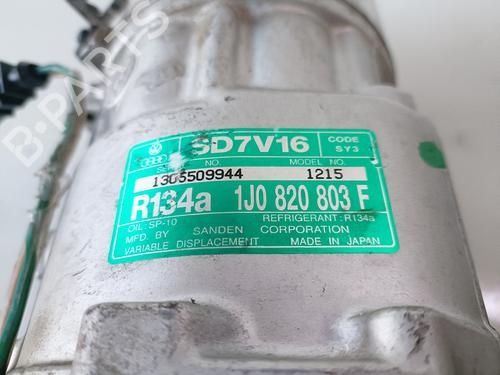 SD7V16 CODE
SERIAL NO. MODEL NO. SY3
1305509944 1215
R134a 1J0 820 803 F
OIL:SP-10 REFRIGERANT:R134a
MFD. BY SANDEN CORPORATION
VARIABLE DISPLACEMENT MADE IN JAPAN
B-PARTS